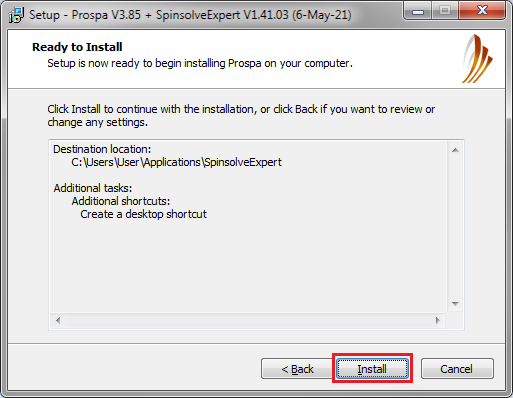 Setup - Prospa V3.85 + SpinsolveExpert V1.41.03 (6-May-21)
Ready to Install
Setup is now ready to begin installing Prospa on your computer.
Click Install to continue with the installation, or click Back if you want to review or
change any settings.
Destination location:
C:\Users\User\Applications\SpinsolveExpert
Additional tasks:
Additional shortcuts:
Create a desktop shortcut
< Back
Install
Cancel